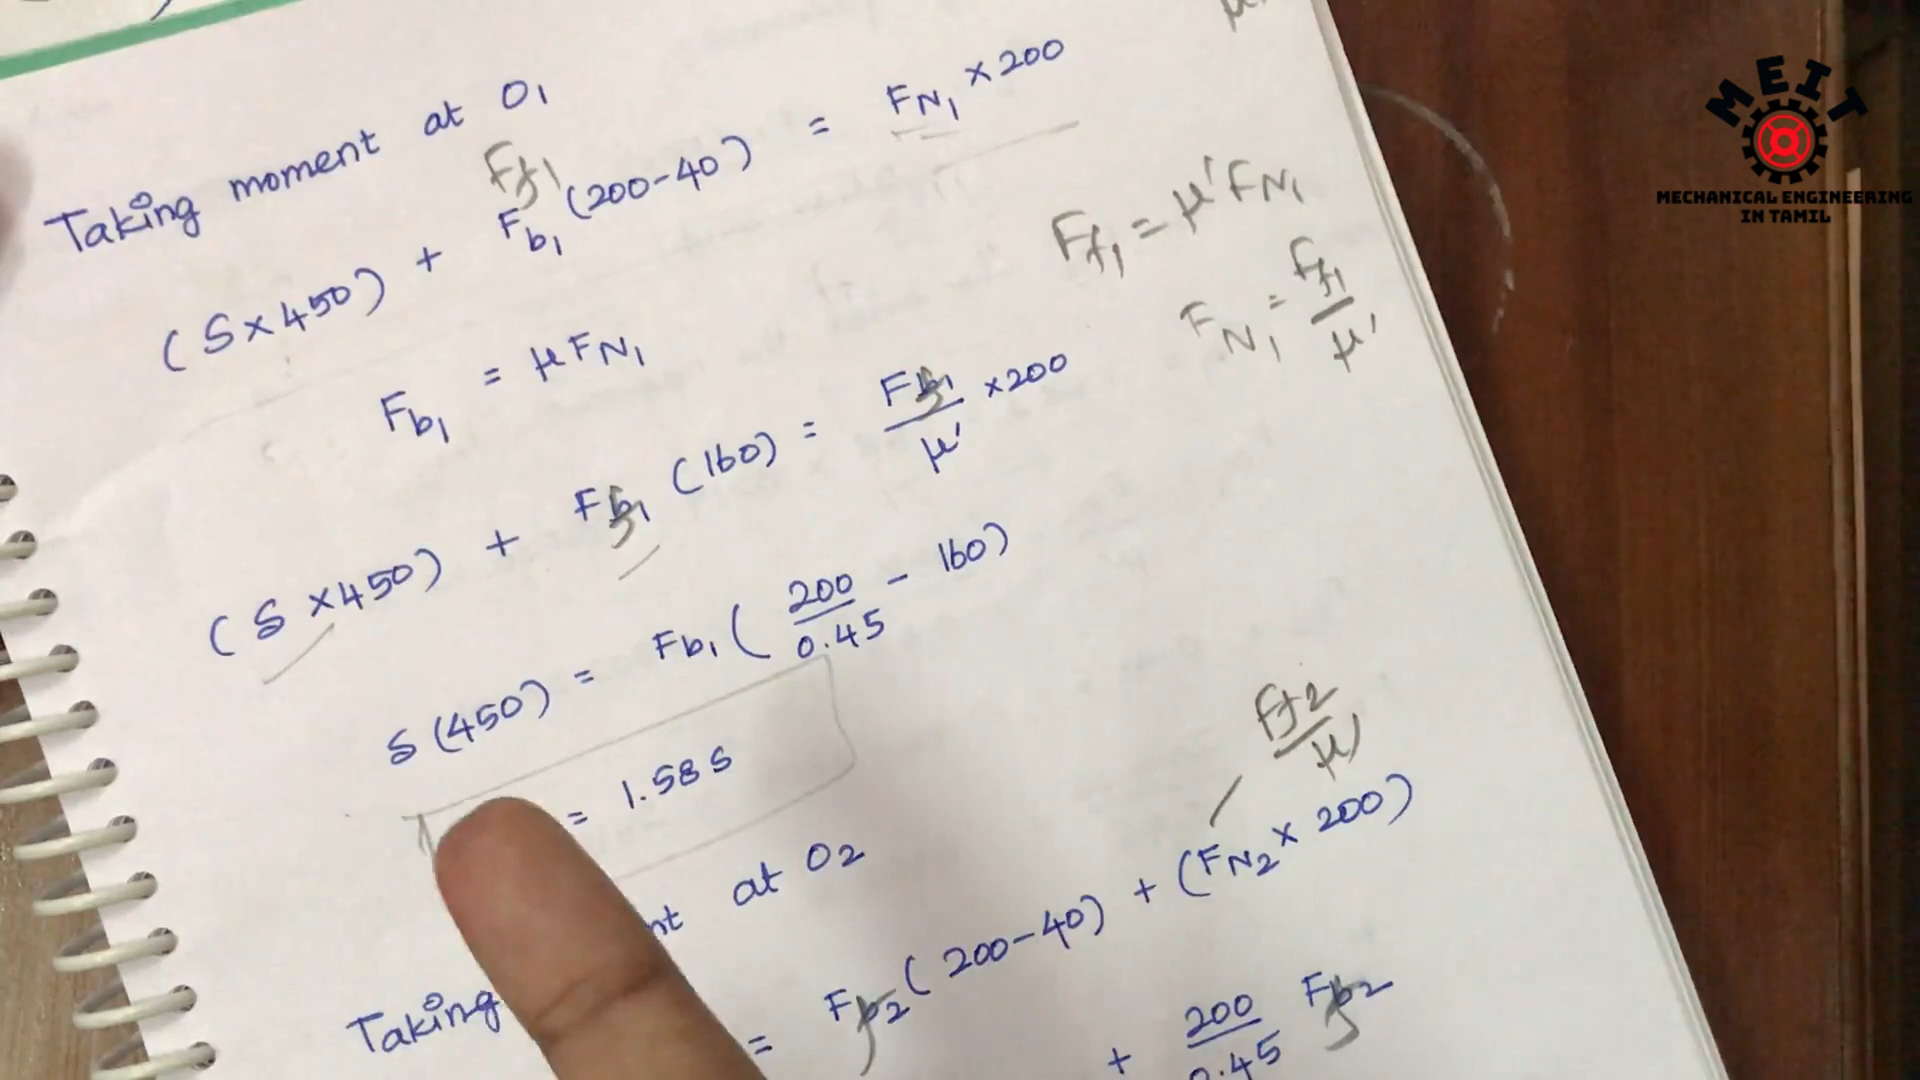 Taking moment at O1
Ff1
(S×450) + Fb1 (200-40) = FN1 ×200
Ff1 = μ' FN1
FN1 = Ff1/μ'
Fb1 = μFN1
(S ×450) + Ff1 (160) = Ff1/μ' ×200
S(450) = Fb1 (200/0.45 - 160)
= 1.58 S
Ff2/μ'
at O2
Taking
= Ff2 (200-40) + (FN2 × 200)
+ 200/0.45 Ff2
MEIT
MECHANICAL ENGINEERING
IN TAMIL